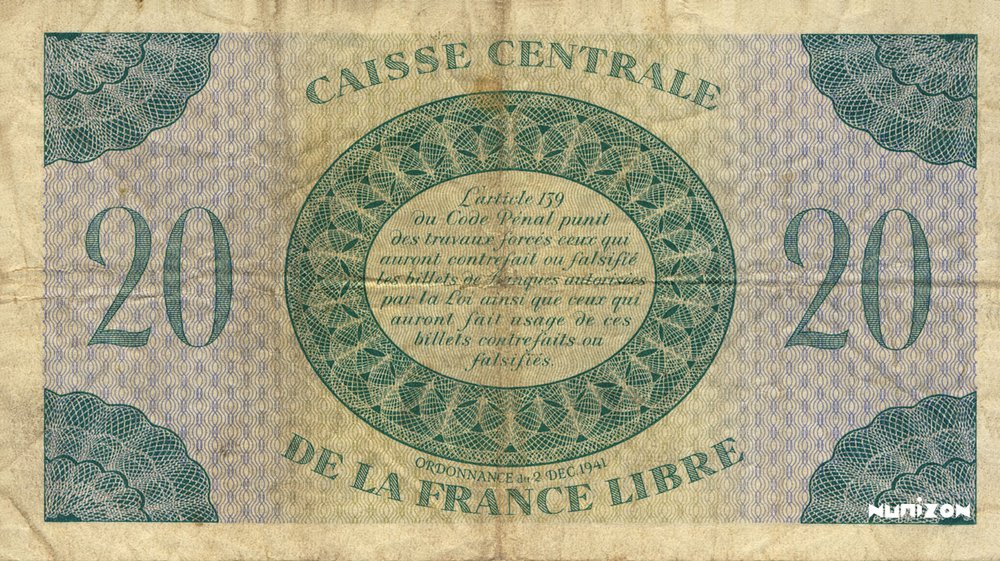 CAISSE CENTRALE
20
20
L'article 139
du Code Pénal punit
des travaux forcés ceux qui
auront contrefait ou falsifié
les billets de Banques autorisées
par la Loi ainsi que ceux qui
auront fait usage de ces
billets contrefaits ou
falsifiés.
ORDONNANCE du 2 DEC 1941
DE LA FRANCE LIBRE
NUMIZON